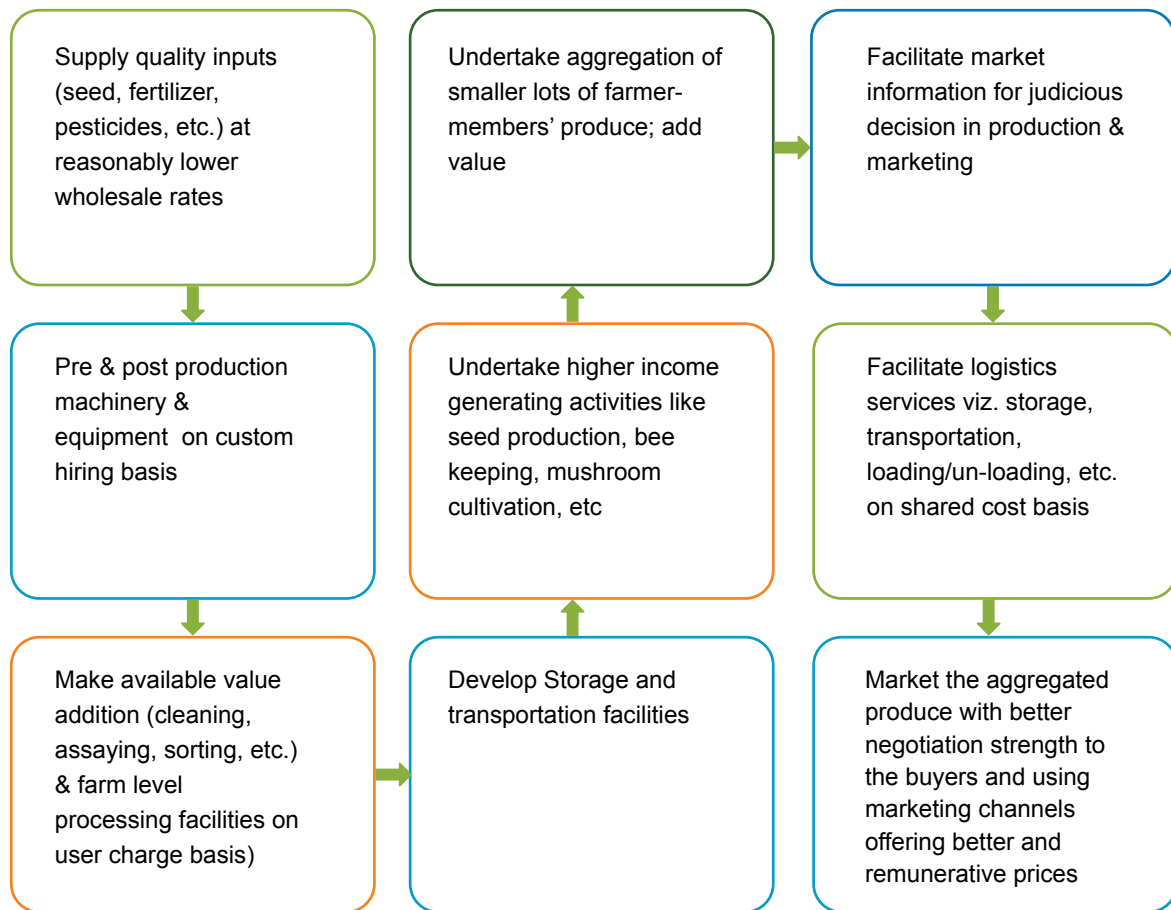 Supply quality inputs
(seed, fertilizer,
pesticides, etc.) at
reasonably lower
wholesale rates
Pre & post production
machinery &
equipment  on custom
hiring basis
Make available value
addition (cleaning,
assaying, sorting, etc.)
& farm level
processing facilities on
user charge basis)
Develop Storage and
transportation facilities
Undertake higher income
generating activities like
seed production, bee
keeping, mushroom
cultivation, etc
Undertake aggregation of
smaller lots of farmer-
members’ produce; add
value
Facilitate market
information for judicious
decision in production &
marketing
Facilitate logistics
services viz. storage,
transportation,
loading/un-loading, etc.
on shared cost basis
Market the aggregated
produce with better
negotiation strength to
the buyers and using
marketing channels
offering better and
remunerative prices